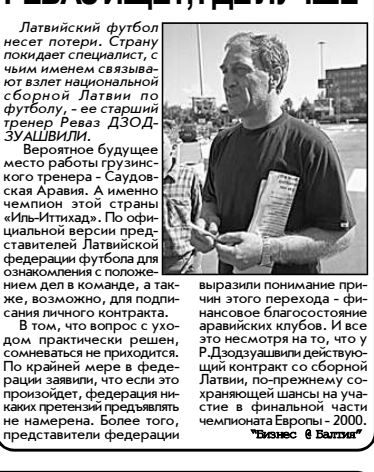 РЕВАЗ ИЩЕТ, ГДЕ ЛУЧШЕ
Латвийский футбол
несет потери. Страну
покидает специалист, с
чьим именем связыва-
ют взлет национальной
сборной Латвии по
футболу, - ее старший
тренер Реваз ДЗОД-
ЗУАШВИЛИ.
Вероятное будущее
место работы грузинс-
кого тренера - Саудов-
ская Аравия. А именно
чемпион этой страны
«Иль-Иттихад». По офи-
циальной версии пред-
ставителей Латвийской
федерации футбола для
ознакомления с положе-
нием дел в команде, а так-
же, возможно, для подпи-
сания личного контракта.
В том, что вопрос с ухо-
дом практически решен,
сомневаться не приходится.
По крайней мере в феде-
рации заявили, что если это
произойдет, федерация ни-
каких претензий предъявлять
не намерена. Более того,
представители федерации
выразили понимание при-
чин этого перехода - фи-
нансовое благосостояние
аравийских клубов. И все
это несмотря на то, что у
Р.Дзодзуашвили действую-
щий контракт со сборной
Латвии, по-прежнему со-
храняющей шансы на уча-
стие в финальной части
чемпионата Европы - 2000.
"Бизнес & Балтия"